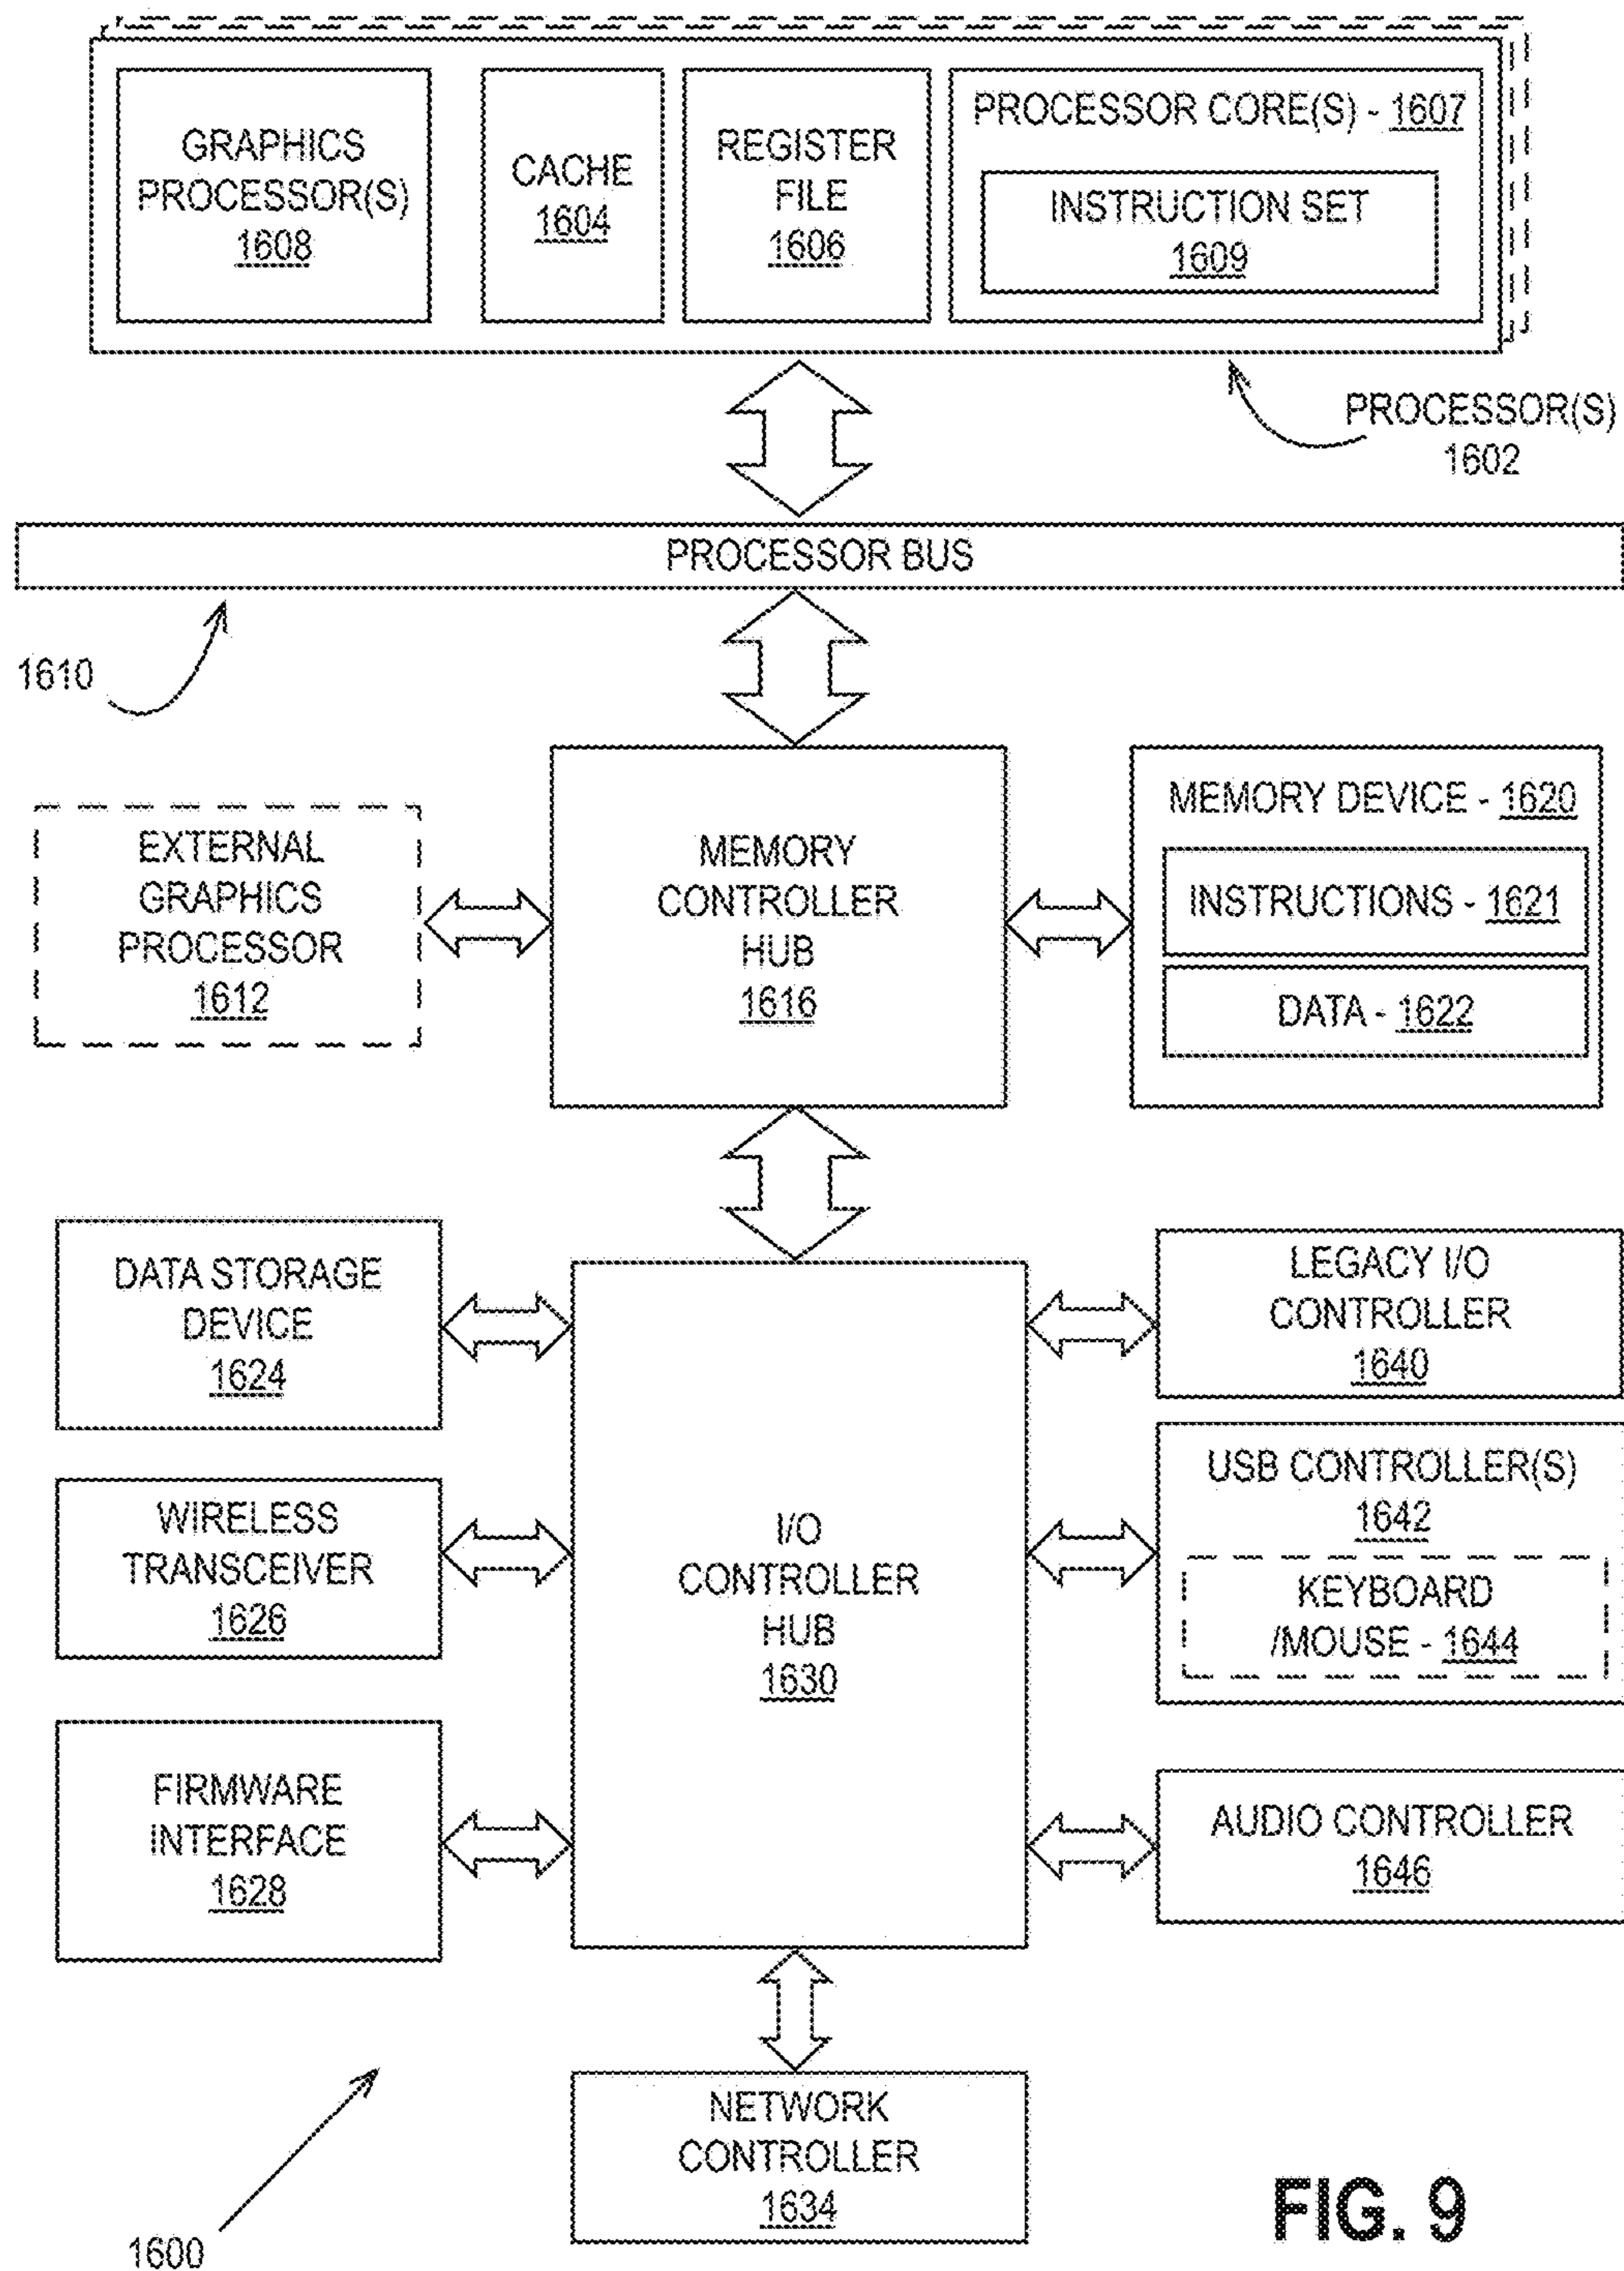 GRAPHICS
PROCESSOR(S)
1608
CACHE
1604
REGISTER
FILE
1606
PROCESSOR CORE(S) - 1607
INSTRUCTION SET
1609
PROCESSOR(S)
1602
PROCESSOR BUS
1610
EXTERNAL
GRAPHICS
PROCESSOR
1612
MEMORY
CONTROLLER
HUB
1616
MEMORY DEVICE - 1620
INSTRUCTIONS - 1621
DATA - 1622
DATA STORAGE
DEVICE
1624
WIRELESS
TRANSCEIVER
1626
FIRMWARE
INTERFACE
1628
I/O
CONTROLLER
HUB
1630
LEGACY I/O
CONTROLLER
1640
USB CONTROLLER(S)
1642
KEYBOARD
/MOUSE - 1644
AUDIO CONTROLLER
1646
NETWORK
CONTROLLER
1634
1600
FIG. 9